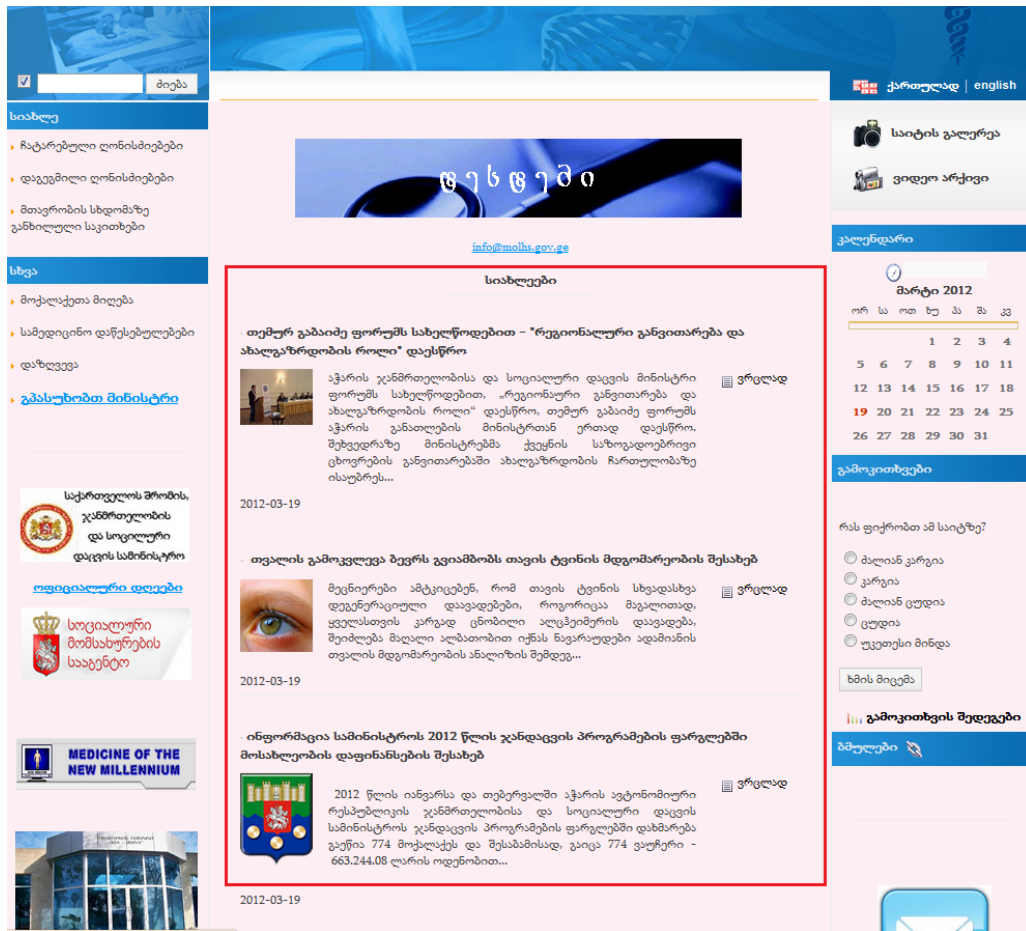 ძიება
ქართულად | english
სიახლე
ჩატარებული ღონისძიებები
დაგეგმილი ღონისძიებები
მთავრობის სხდომაზე
განხილული საკითხები
სხვა
მოქალაქეთა მიღება
სამედიცინო დაწესებულებები
დაზღვევა
გპასუხობთ მინისტრი
საქართველოს შრომის,
ჯანმრთელობის
და სოციალური
დაცვის სამინისტრო
ოფიციალური დღეები
სოციალური
მომსახურების
სააგენტო
MEDICINE OF THE
NEW MILLENNIUM
info@molhs.gov.ge
სიახლეები
თემურ გაბაიძე ფორუმს სახელწოდებით - "რეგიონალური განვითარება და
ახალგაზრდობის როლი" დაესწრო
აჭარის ჯანმრთელობისა და სოციალური დაცვის მინისტრი
ფორუმს სახელწოდებით, „რეგიონაური განვითარება და
ახალგაზრდობის როლი“ დაესწრო, თემურ გაბაიძე ფორუმს
აჭარის განათლების მინისტრთან ერთად დაესწრო.
შეხვედრაზე მინისტრებმა ქვეყნის საზოგადოებრივი
ცხოვრების განვითარებაში ახალგაზრდობის ჩართულობაზე
ისაუბრეს...
ვრცლად
2012-03-19
თვალის გამოკვლევა ბევრს გვიამბობს თავის ტვინის მდგომარეობის შესახებ
მეცნიერები ამტკიცებენ, რომ თავის ტვინის სხვადასხვა
დეგენერაციული დაავადებები, როგორიცაა მაგალითად,
ყველასთვის კარგად ცნობილი ალცჰეიმერის დაავადება,
შეიძლება მაღალი ალბათობით იქნას ნავარაუდები ადამიანის
თვალის მდგომარეობის ანალიზის შემდეგ...
ვრცლად
2012-03-19
ინფორმაცია სამინისტროს 2012 წლის ჯანდაცვის პროგრამების ფარგლებში
მოსახლეობის დაფინანსების შესახებ
2012 წლის იანვარსა და თებერვალში აჭარის ავტონომიური
რესპუბლიკის ჯანმრთელობისა და სოციალური დაცვის
სამინისტროს ჯანდაცვის პროგრამების ფარგლებში დახმარება
გაეწია 774 მოქალაქეს და შესაბამისად, გაიცა 774 ვაუჩერი -
663.244.08 ლარის ოდენობით...
ვრცლად
2012-03-19
საიტის გალერეა
ვიდეო არქივი
კალენდარი
მარტი 2012
ორ სა ოთ ხუ პა შა კვ
1 2 3 4
5 6 7 8 9 10 11
12 13 14 15 16 17 18
19 20 21 22 23 24 25
26 27 28 29 30 31
გამოკითხვები
რას ფიქრობთ ამ საიტზე?
ძალიან კარგია
კარგია
ძალიან ცუდია
ცუდია
უკეთესი მინდა
ხმის მიცემა
გამოკითხვის შედეგები
ბმულები